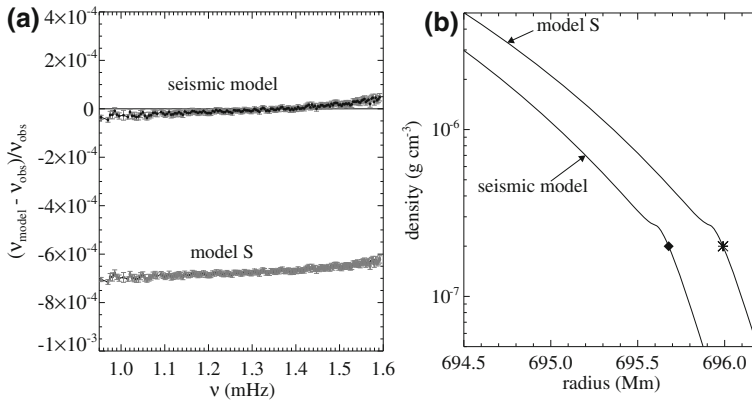 (a)
4×10⁻⁴
2×10⁻⁴
0
-2×10⁻⁴
-4×10⁻⁴
-6×10⁻⁴
-8×10⁻⁴
-1×10⁻³
(ν_model - ν_obs)/ν_obs
seismic model
model S
1.0 1.1 1.2 1.3 1.4 1.5 1.6
ν (mHz)
(b)
10⁻⁶
10⁻⁷
density (g cm⁻³)
model S
seismic model
694.5 695.0 695.5 696.0
radius (Mm)